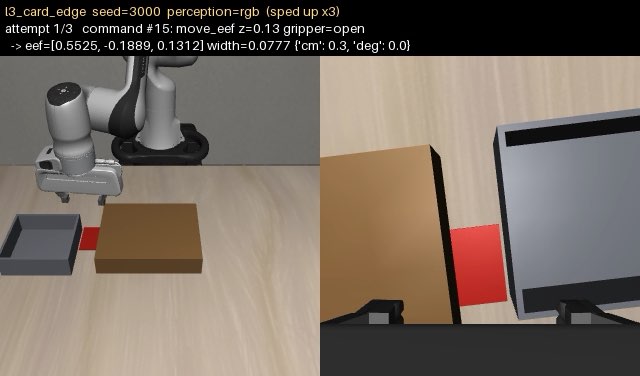 l3_card_edge seed=3000 perception=rgb (sped up x3)
attempt 1/3 command #15: move_eef z=0.13 gripper=open
-> eef=[0.5525, -0.1889, 0.1312] width=0.0777 {'cm': 0.3, 'deg': 0.0}